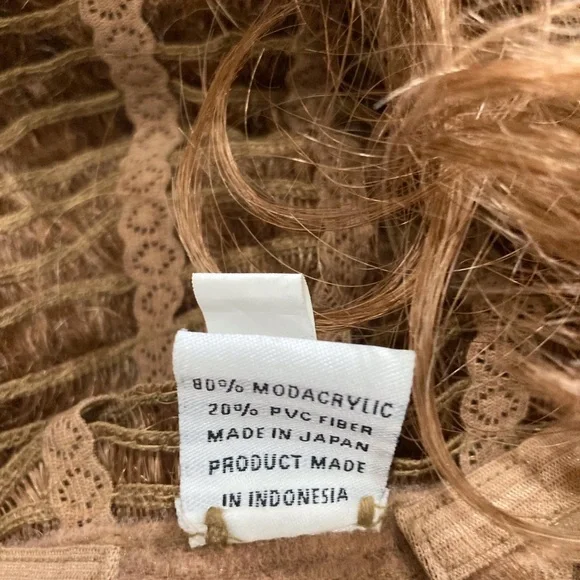 80% MODACRYLIC
20% PVC FIBER
MADE IN JAPAN
PRODUCT MADE
IN INDONESIA